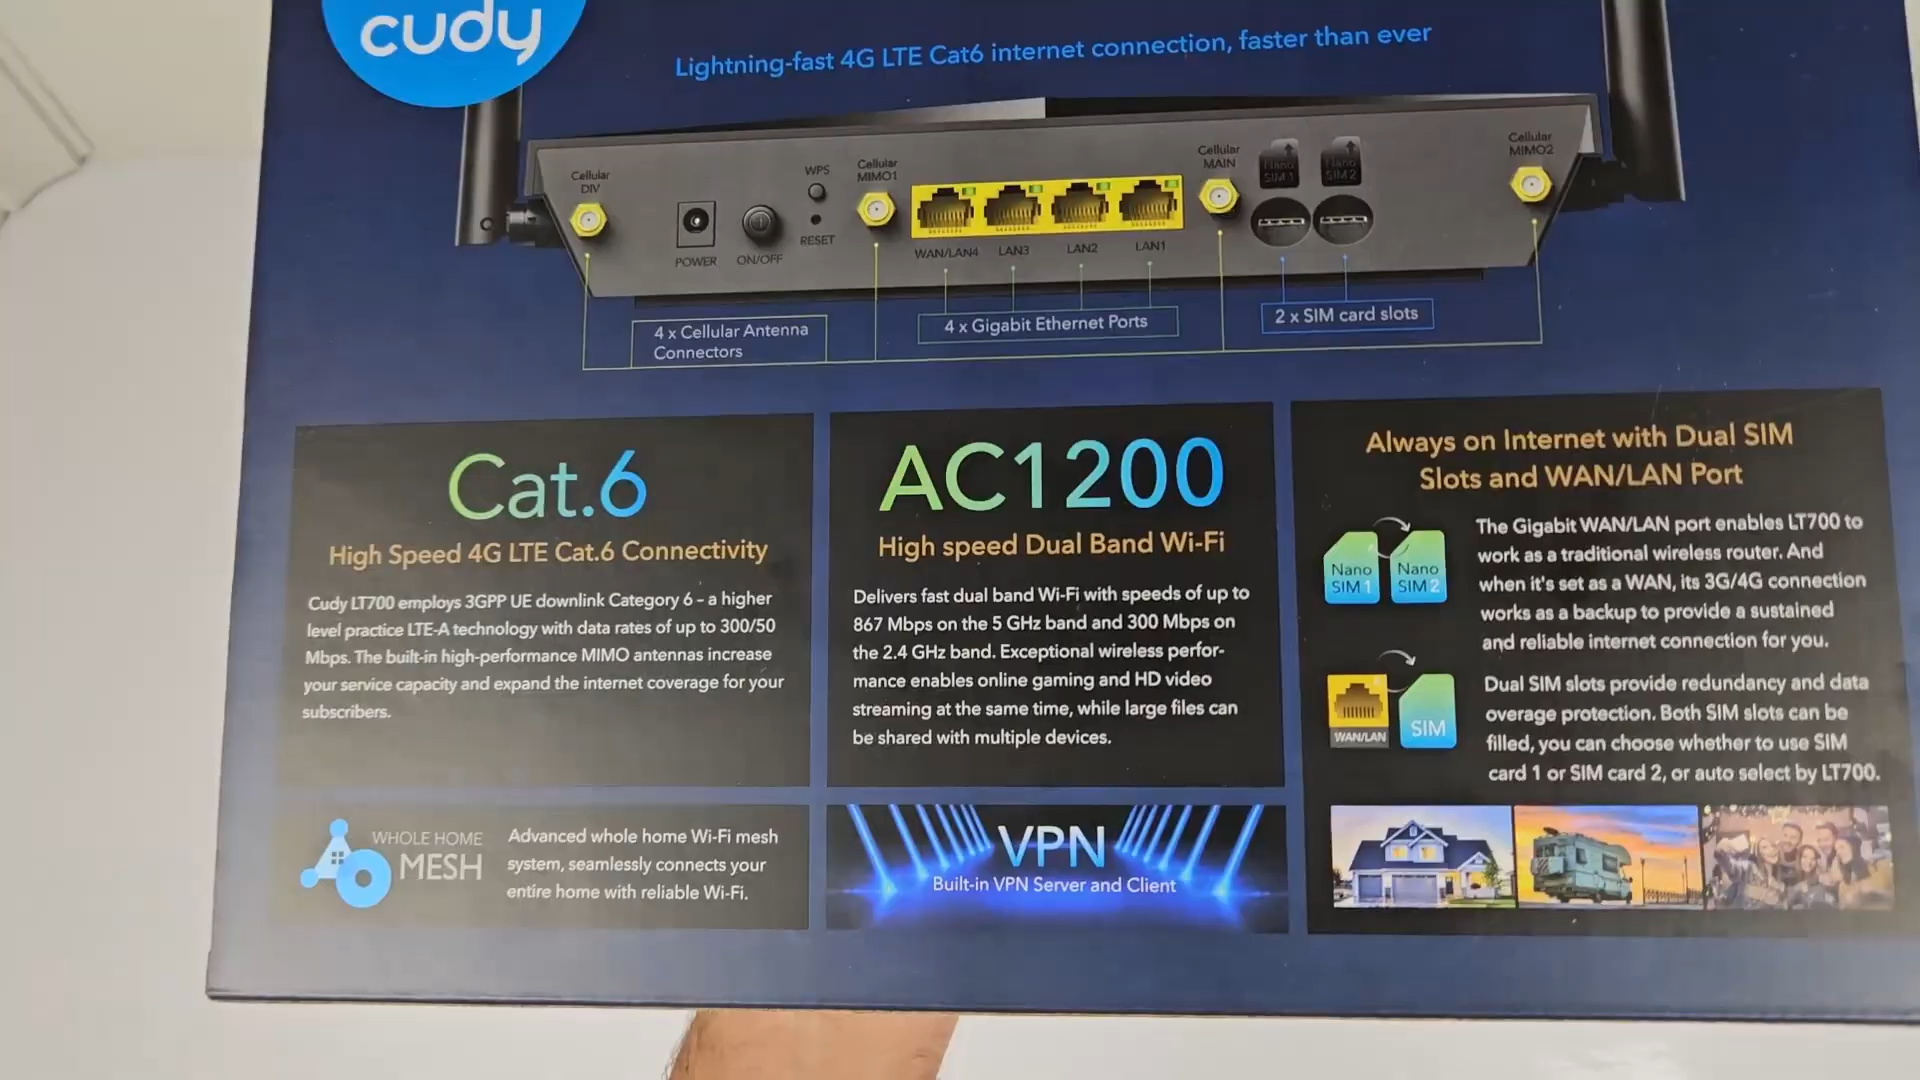 cudy
Lightning-fast 4G LTE Cat6 internet connection, faster than ever
Cellular
DIV
POWER
ON/OFF
WPS
RESET
Cellular
MIMO1
WAN/LAN4
LAN3
LAN2
LAN1
Cellular
MAIN
Nano
SIM 1
Nano
SIM 2
Cellular
MIMO2
4 x Cellular Antenna
Connectors
4 x Gigabit Ethernet Ports
2 x SIM card slots
Cat.6
High Speed 4G LTE Cat.6 Connectivity
Cudy LT700 employs 3GPP UE downlink Category 6 – a higher
level practice LTE-A technology with data rates of up to 300/50
Mbps. The built-in high-performance MIMO antennas increase
your service capacity and expand the internet coverage for your
subscribers.
AC1200
High speed Dual Band Wi-Fi
Delivers fast dual band Wi-Fi with speeds of up to
867 Mbps on the 5 GHz band and 300 Mbps on
the 2.4 GHz band. Exceptional wireless perfor-
mance enables online gaming and HD video
streaming at the same time, while large files can
be shared with multiple devices.
Always on Internet with Dual SIM
Slots and WAN/LAN Port
Nano
SIM 1
Nano
SIM 2
The Gigabit WAN/LAN port enables LT700 to
work as a traditional wireless router. And
when it's set as a WAN, its 3G/4G connection
works as a backup to provide a sustained
and reliable internet connection for you.
WAN/LAN
SIM
Dual SIM slots provide redundancy and data
overage protection. Both SIM slots can be
filled, you can choose whether to use SIM
card 1 or SIM card 2, or auto select by LT700.
WHOLE HOME
MESH
Advanced whole home Wi-Fi mesh
system, seamlessly connects your
entire home with reliable Wi-Fi.
VPN
Built-in VPN Server and Client